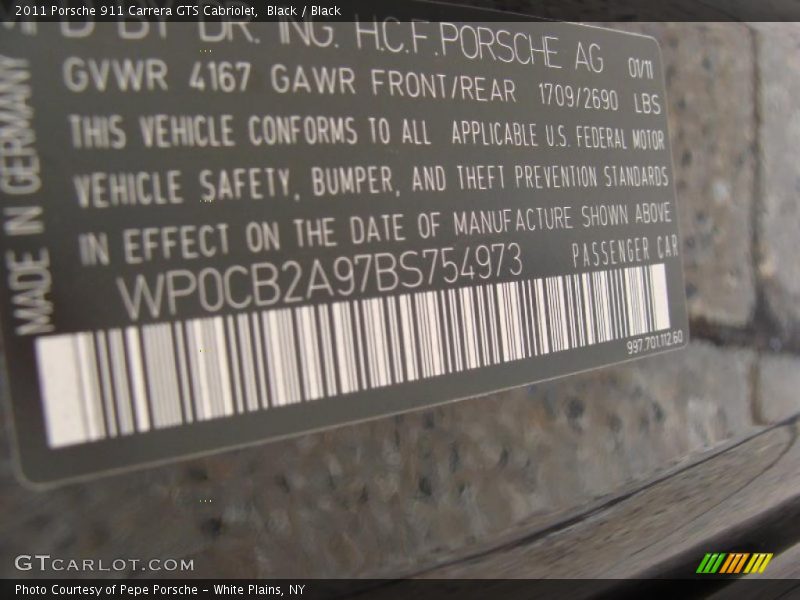 2011 Porsche 911 Carrera GTS Cabriolet, Black / Black
BY DR. ING. H.C.F. PORSCHE AG 01/11
GVWR 4167 GAWR FRONT/REAR 1709/2690 LBS
THIS VEHICLE CONFORMS TO ALL APPLICABLE U.S. FEDERAL MOTOR
VEHICLE SAFETY, BUMPER, AND THEFT PREVENTION STANDARDS
IN EFFECT ON THE DATE OF MANUFACTURE SHOWN ABOVE
WP0CB2A97BS754973 PASSENGER CAR
997.701.112.60
MADE IN GERMANY
GTCARLOT.COM
Photo Courtesy of Pepe Porsche - White Plains, NY